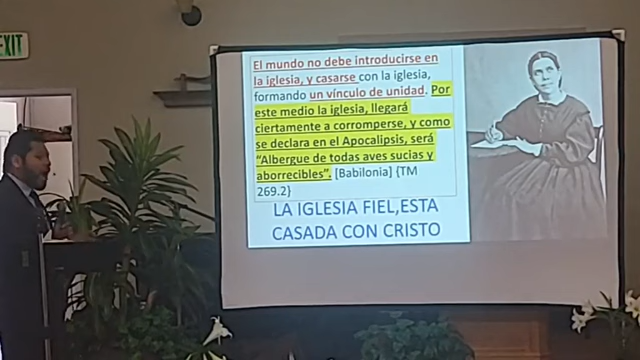 EXIT
El mundo no debe introducirse en
la iglesia, y casarse con la iglesia,
formando un vínculo de unidad. Por
este medio la iglesia, llegará
ciertamente a corromperse, y como
se declara en el Apocalipsis, será
“Albergue de todas aves sucias y
aborrecibles”. [Babilonia] {TM
269.2}
LA IGLESIA FIEL,ESTA
CASADA CON CRISTO